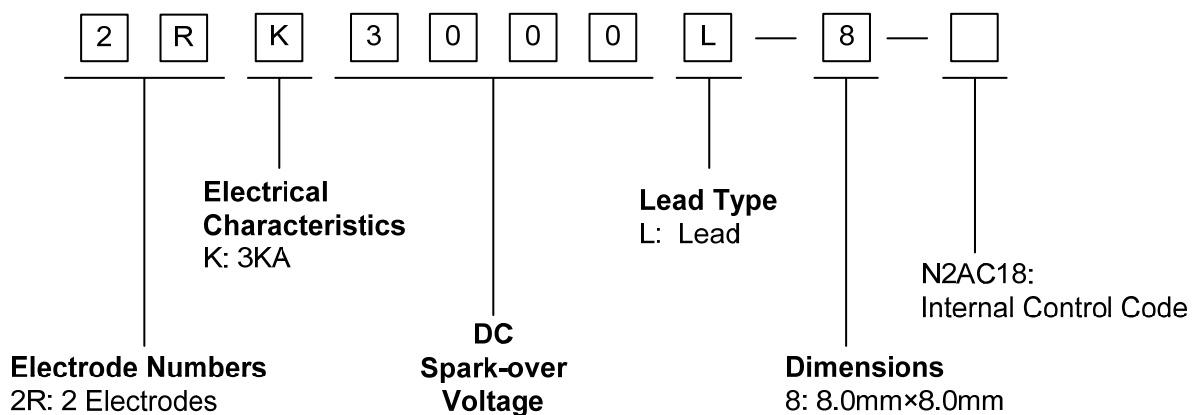 2 R K 3 0 0 0 L — 8 —
Electrical
Characteristics
K: 3KA
Lead Type
L: Lead
N2AC18:
Internal Control Code
Electrode Numbers
2R: 2 Electrodes
DC
Spark-over
Voltage
Dimensions
8: 8.0mm×8.0mm